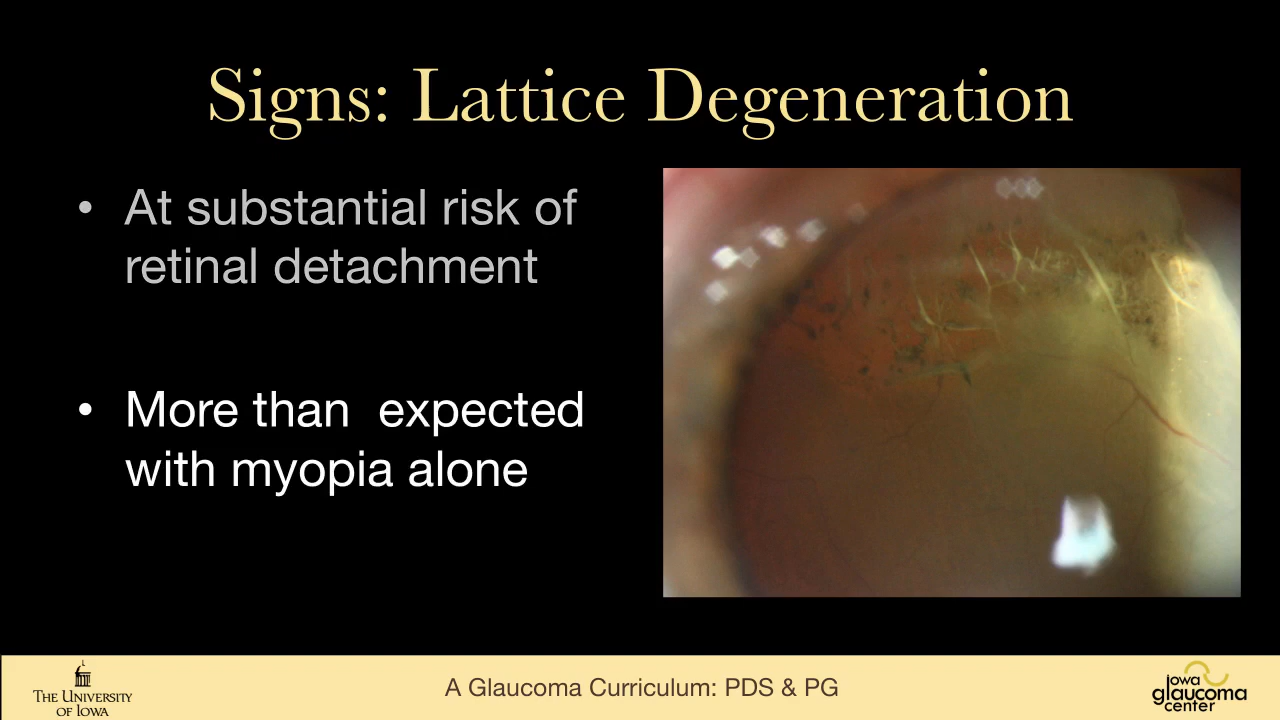 Signs: Lattice Degeneration
• At substantial risk of
retinal detachment
• More than  expected
with myopia alone
THE UNIVERSITY
OF IOWA
A Glaucoma Curriculum: PDS & PG
iowa
glaucoma
center